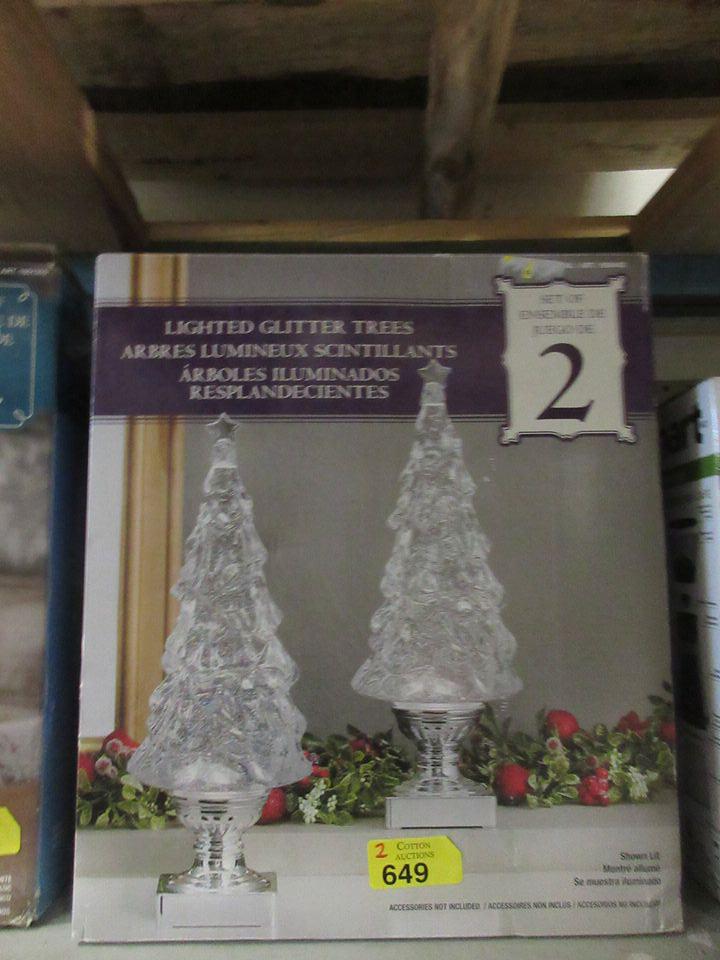 LIGHTED GLITTER TREES
ARBRES LUMINEUX SCINTILLANTS
ÁRBOLES ILUMINADOS
RESPLANDECIENTES
SET OF
ENSEMBLE DE
JUEGO DE
2
2 COTTON
AUCTIONS
649
Shown Lit
Montré allumé
Se muestra iluminado
ACCESSORIES NOT INCLUDED / ACCESSOIRES NON INCLUS / ACCESORIOS NO INCLUIDOS